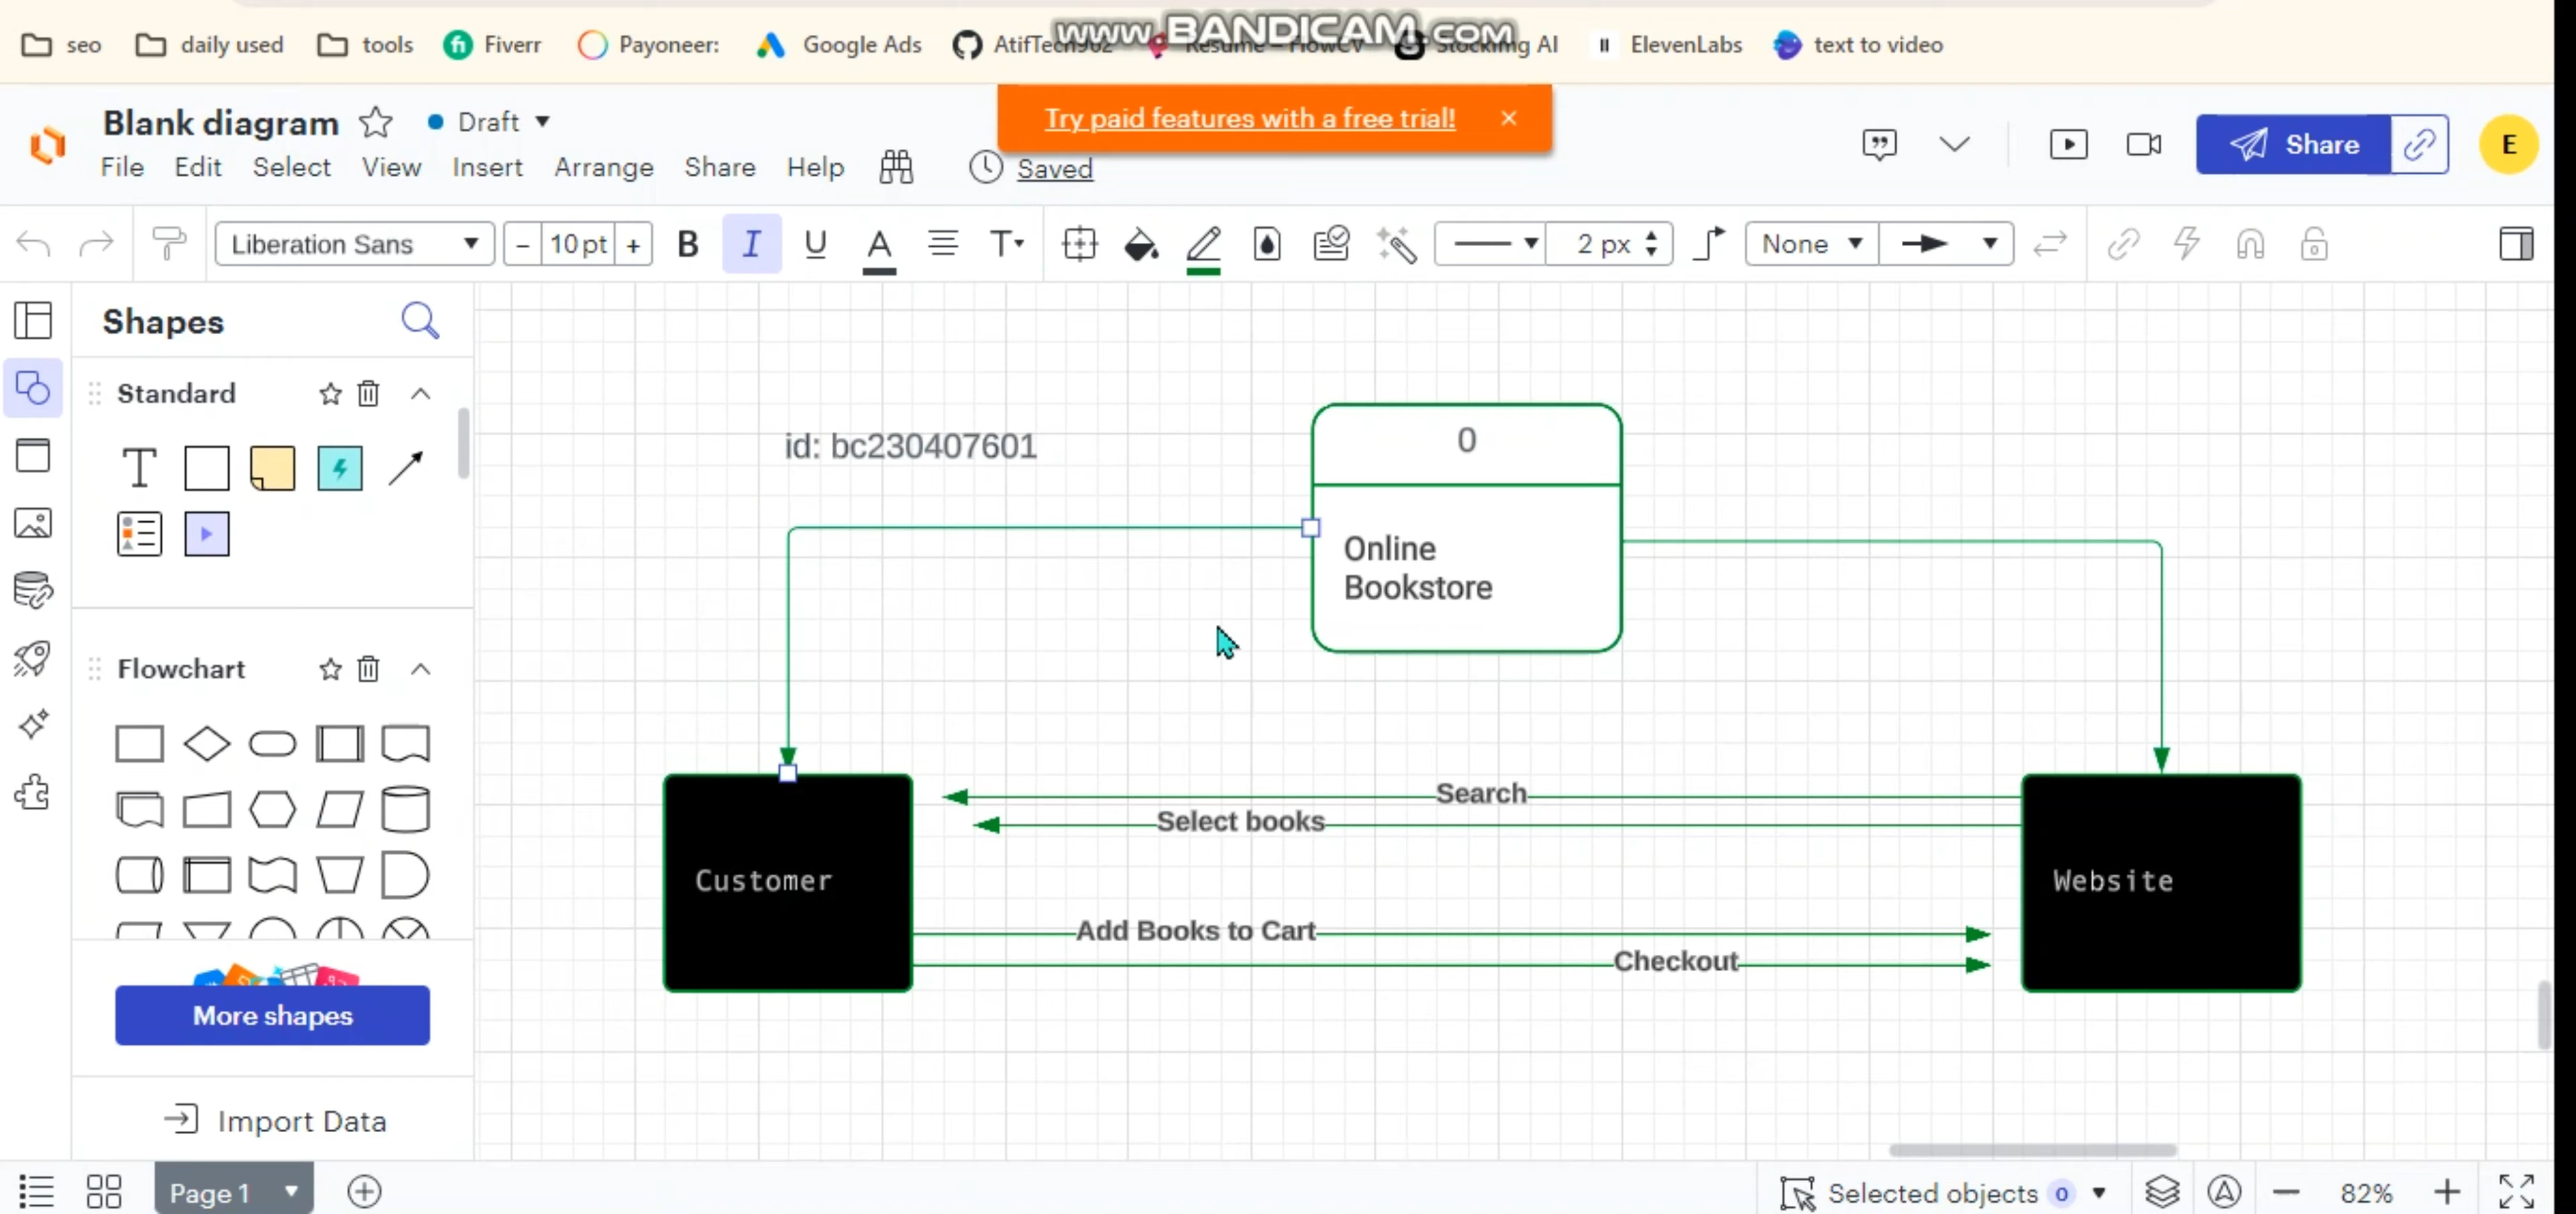 seo
daily used
tools
Fiverr
Payoneer:
Google Ads
www.BANDICAM.com
StockImg AI
ElevenLabs
text to video
Blank diagram
Draft
Try paid features with a free trial!
File
Edit
Select
View
Insert
Arrange
Share
Help
Saved
Share
E
Liberation Sans
- 10 pt +
B
I
U
A
T
2 px
None
Shapes
Standard
T
Flowchart
More shapes
Import Data
id: bc230407601
0
Online
Bookstore
Search
Select books
Customer
Website
Add Books to Cart
Checkout
Page 1
Selected objects 0
82%